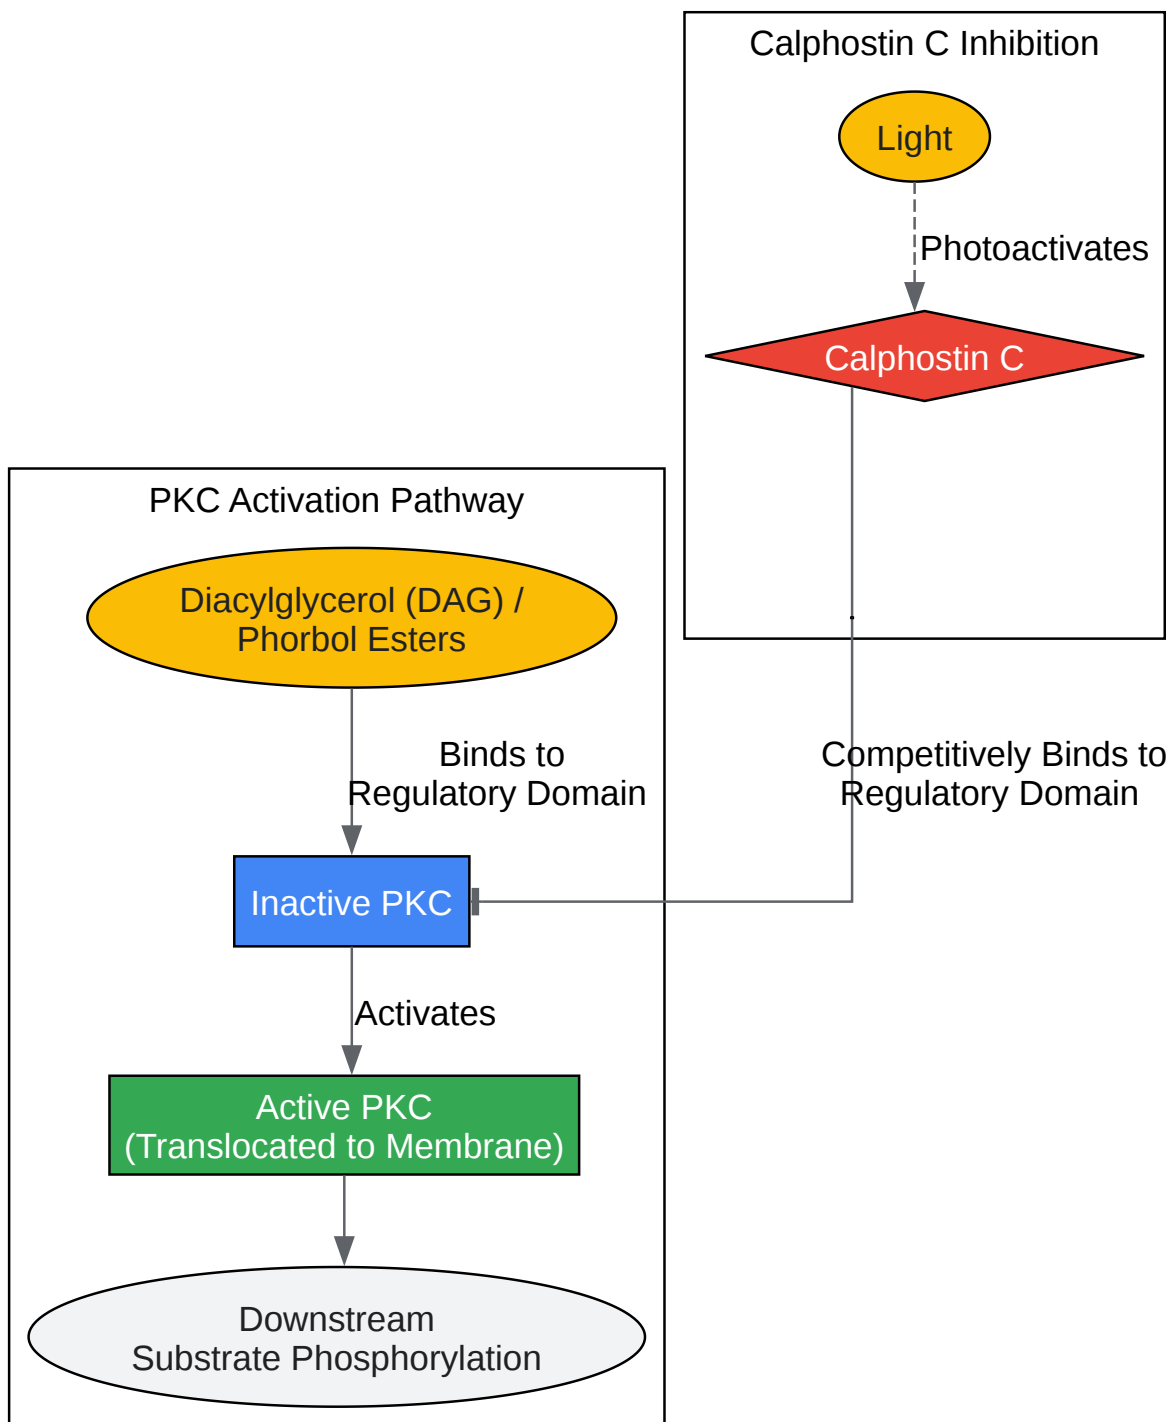 Calphostin C Inhibition
Light
Photoactivates
Calphostin C
PKC Activation Pathway
Diacylglycerol (DAG) /
Phorbol Esters
Binds to
Regulatory Domain
Competitively Binds to
Regulatory Domain
Inactive PKC
Activates
Active PKC
(Translocated to Membrane)
Downstream
Substrate Phosphorylation